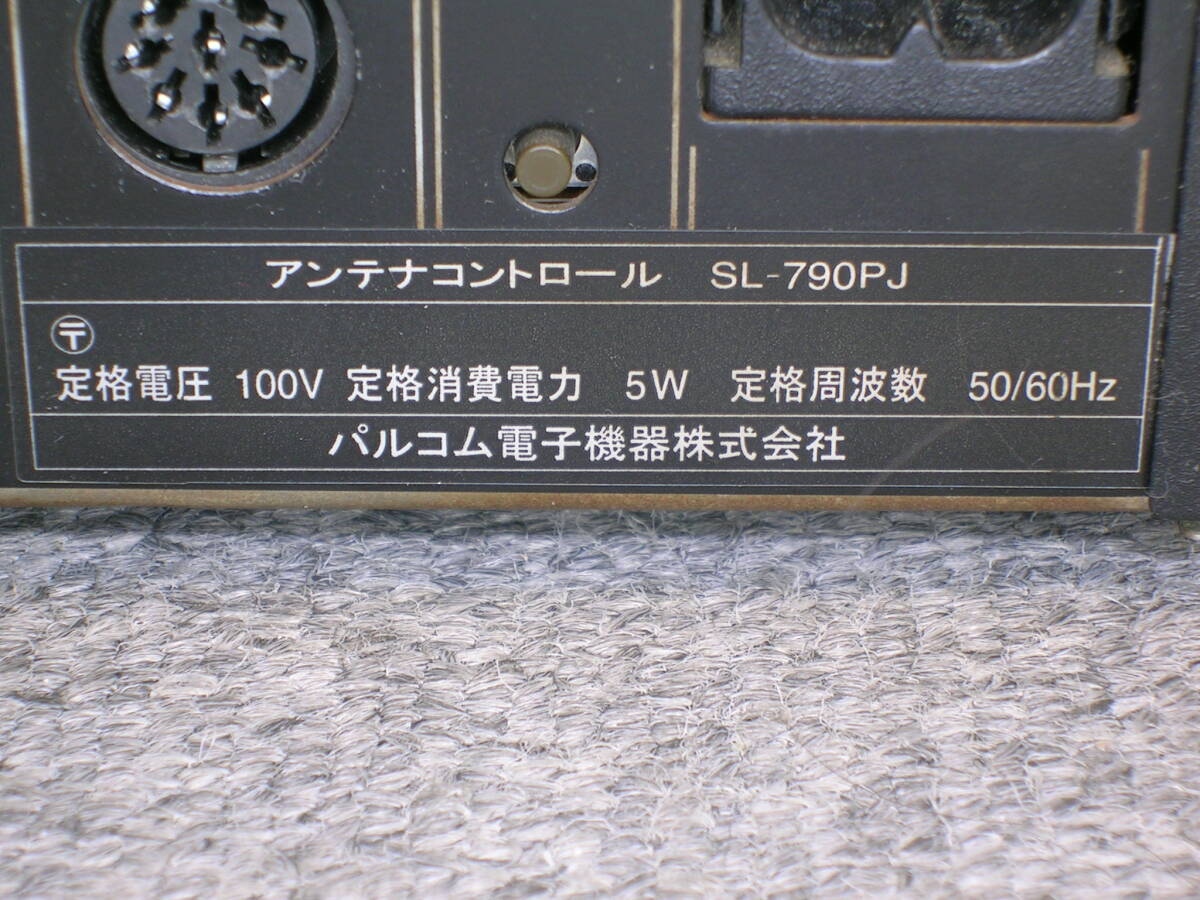 アンテナコントロール SL-790PJ
〒
定格電圧 100V 定格消費電力 5W 定格周波数 50/60Hz
パルコム電子機器株式会社